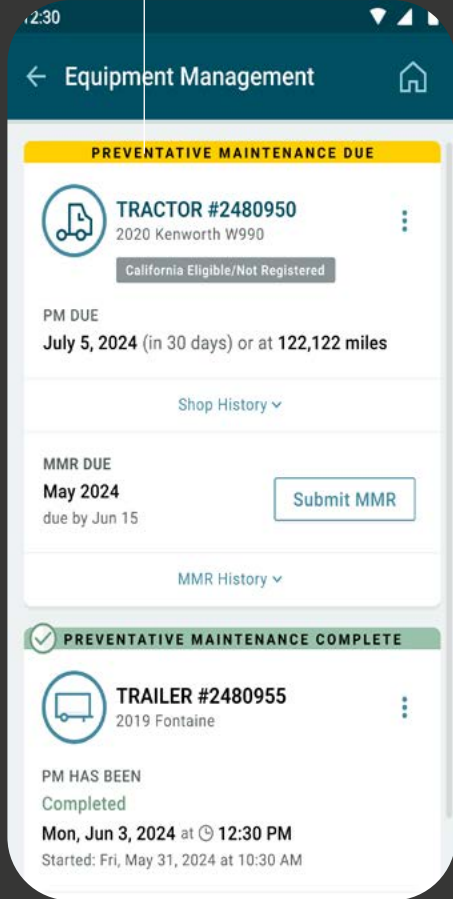 12:30
Equipment Management
PREVENTATIVE MAINTENANCE DUE
TRACTOR #2480950
2020 Kenworth W990
California Eligible/Not Registered
PM DUE
July 5, 2024 (in 30 days) or at 122,122 miles
Shop History
MMR DUE
May 2024
due by Jun 15
Submit MMR
MMR History
PREVENTATIVE MAINTENANCE COMPLETE
TRAILER #2480955
2019 Fontaine
PM HAS BEEN
Completed
Mon, Jun 3, 2024 at 12:30 PM
Started: Fri, May 31, 2024 at 10:30 AM